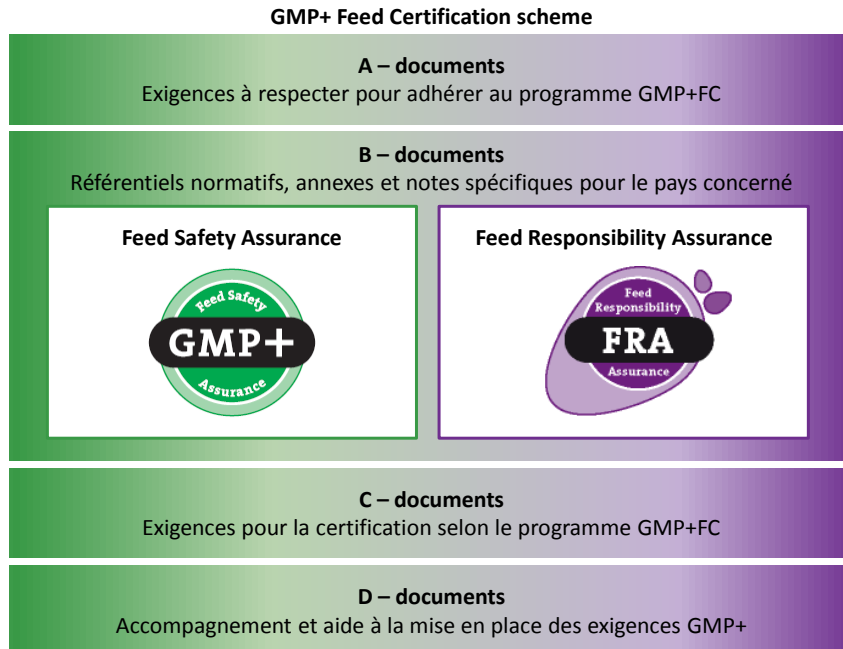 GMP+ Feed Certification scheme
A – documents
Exigences à respecter pour adhérer au programme GMP+FC
B – documents
Référentiels normatifs, annexes et notes spécifiques pour le pays concerné
Feed Safety Assurance
Feed Safety
GMP+
Assurance
Feed Responsibility Assurance
Feed
Responsibility
FRA
Assurance
C – documents
Exigences pour la certification selon le programme GMP+FC
D – documents
Accompagnement et aide à la mise en place des exigences GMP+